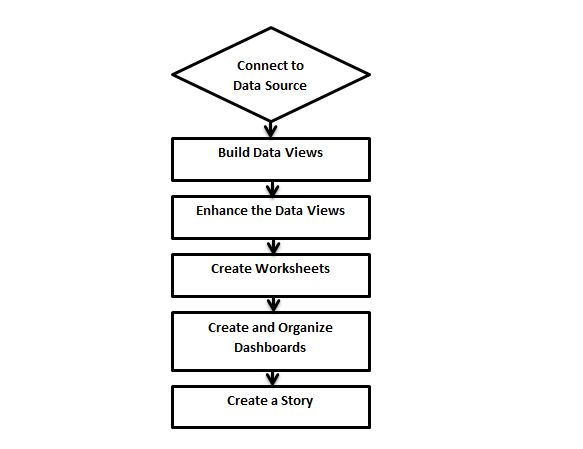 Connect to
Data Source
Build Data Views
Enhance the Data Views
Create Worksheets
Create and Organize
Dashboards
Create a Story